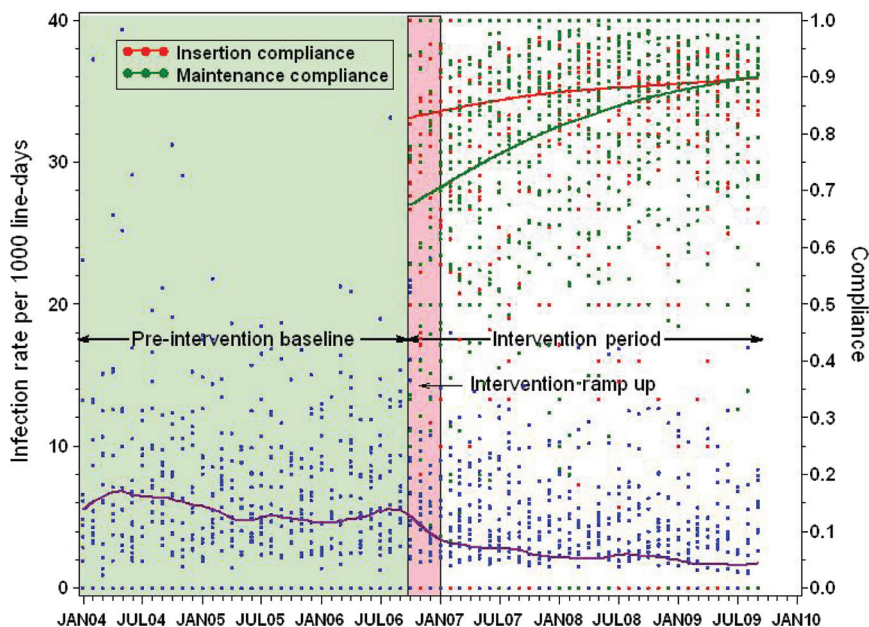 40
30
20
10
0
Infection rate per 1000 line-days
Insertion compliance
Maintenance compliance
Pre-intervention baseline
Intervention period
Intervention ramp up
1.0
0.9
0.8
0.7
0.6
0.5
0.4
0.3
0.2
0.1
0.0
Compliance
JAN04 JUL04 JAN05 JUL05 JAN06 JUL06 JAN07 JUL07 JAN08 JUL08 JAN09 JUL09 JAN10